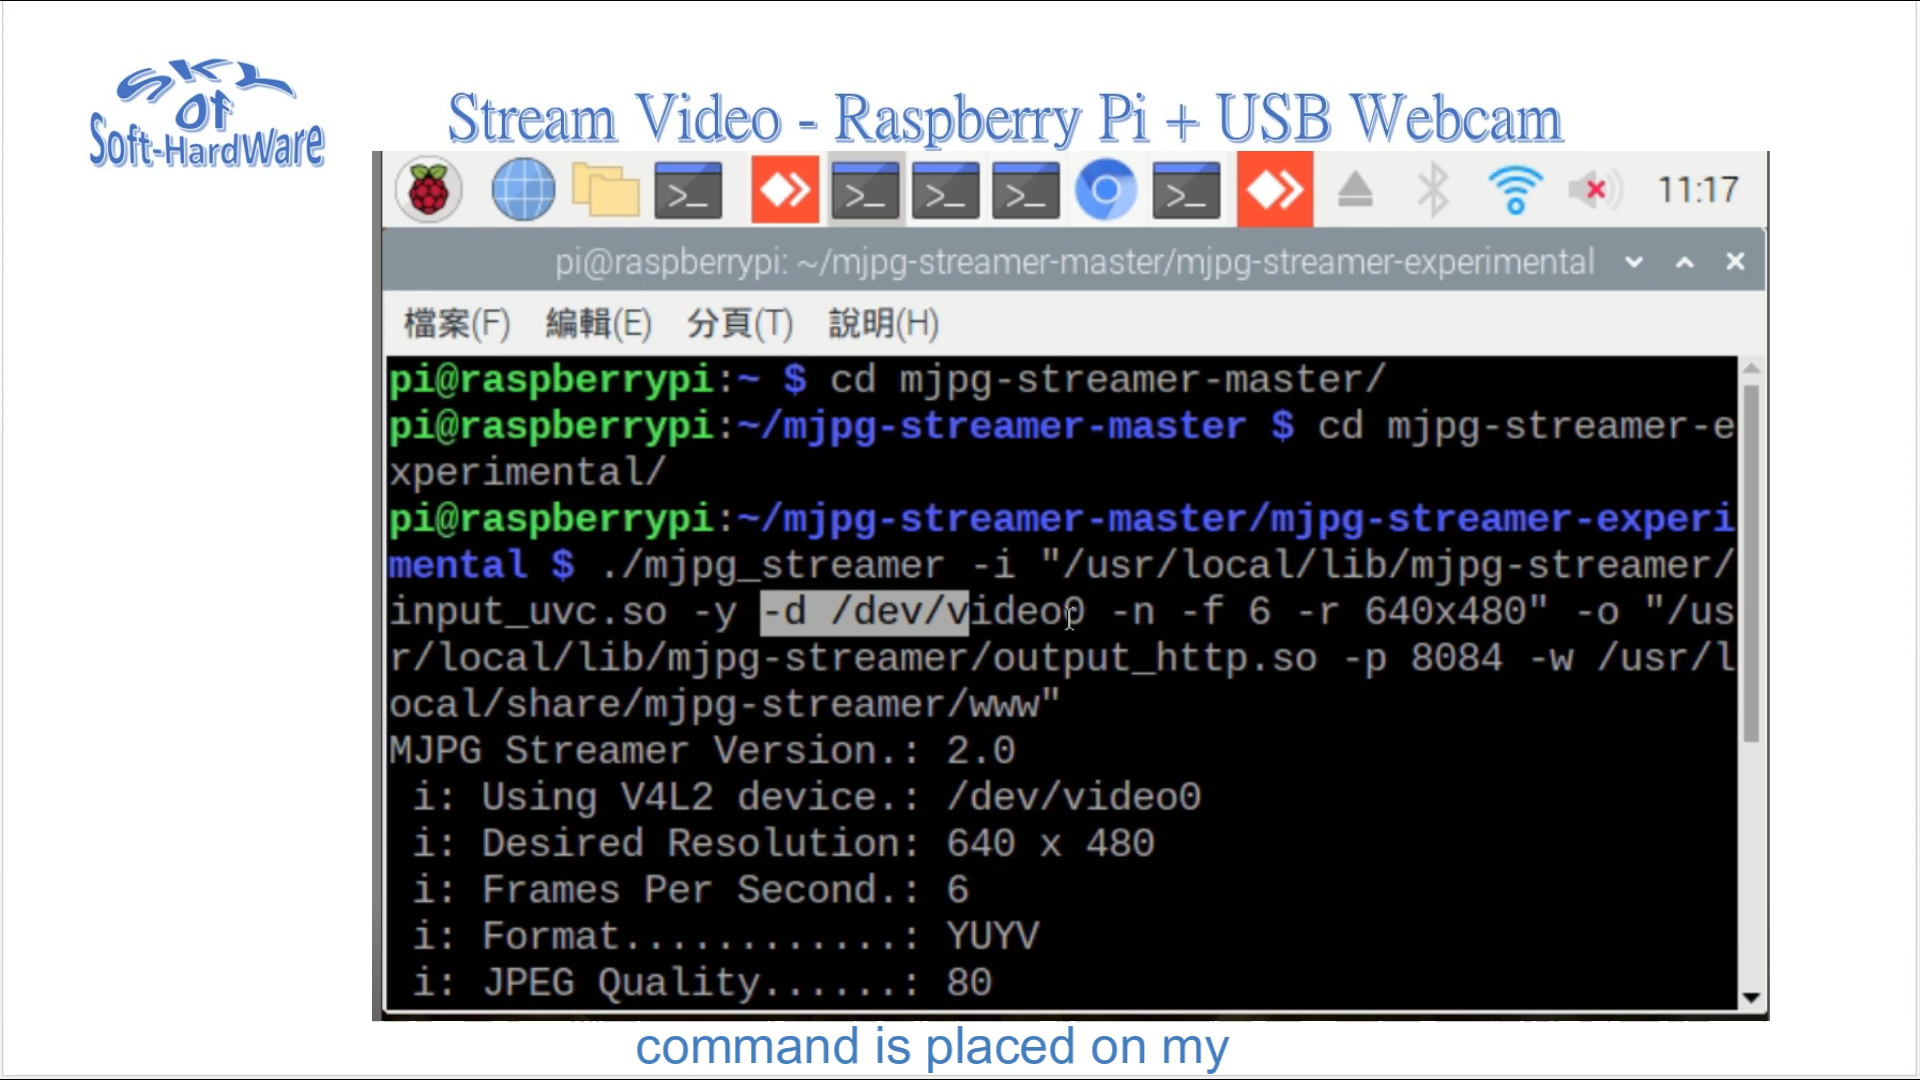 SKY
Of
Soft-HardWare
Stream Video - Raspberry Pi + USB Webcam
11:17
pi@raspberrypi: ~/mjpg-streamer-master/mjpg-streamer-experimental
檔案(F) 編輯(E) 分頁(T) 說明(H)
pi@raspberrypi:~ $ cd mjpg-streamer-master/
pi@raspberrypi:~/mjpg-streamer-master $ cd mjpg-streamer-e
xperimental/
pi@raspberrypi:~/mjpg-streamer-master/mjpg-streamer-experi
mental $ ./mjpg_streamer -i "/usr/local/lib/mjpg-streamer/
input_uvc.so -y -d /dev/video0 -n -f 6 -r 640x480" -o "/us
r/local/lib/mjpg-streamer/output_http.so -p 8084 -w /usr/l
ocal/share/mjpg-streamer/www"
MJPG Streamer Version.: 2.0
i: Using V4L2 device.: /dev/video0
i: Desired Resolution: 640 x 480
i: Frames Per Second.: 6
i: Format............: YUYV
i: JPEG Quality......: 80
command is placed on my